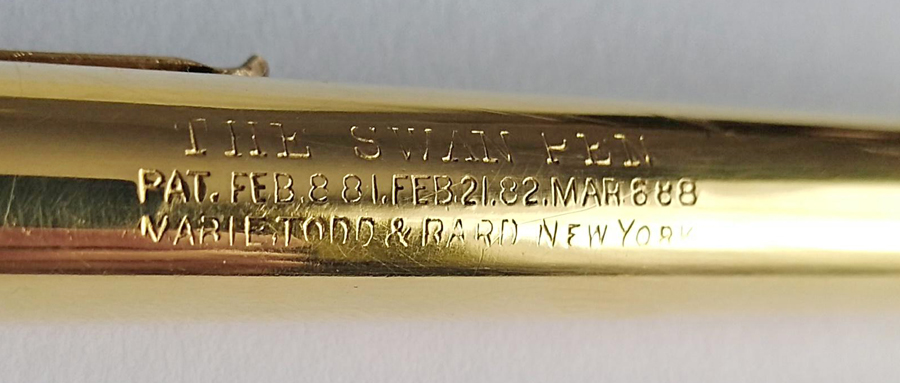 THE SWAN PEN
PAT. FEB. 8 81. FEB. 21. 82. MAR 6 88
MABIE. TODD & BARD NEW YORK